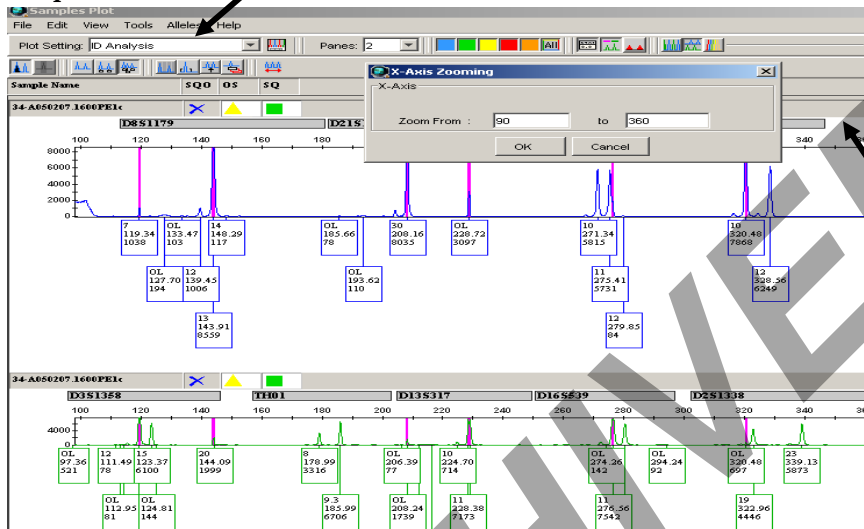 Samples Plot
File Edit View Tools Alleles Help
Plot Setting: ID Analysis Panes: 2 All
Sample Name SQO OS SQ
X-Axis Zooming
X-Axis
Zoom From : 90 to 360
OK Cancel
34-A050207.1600PE1c
D8S1179 D21S
100 120 140 160 180 340
8000
6000
4000
2000
0
7 OL 14 OL 30 OL 10 10
119.34 133.47 148.29 185.66 208.16 228.72 271.34 320.48
1038 103 117 78 8035 3097 5815 7868
OL 12 OL 11 12
127.70 139.45 193.62 275.41 328.56
194 1006 110 5731 6249
13 12
143.91 279.85
8559 84
34-A050207.1600PE1c
D3S1358 TH01 D13S317 D16S539 D2S1338
100 120 140 160 180 200 220 240 260 280 300 320 340
4000
0
OL 12 15 20 8 OL 10 OL OL OL 23
97.36 111.49 123.37 144.09 178.99 206.39 224.70 274.26 294.24 320.48 339.13
521 78 6100 1999 3316 77 714 142 92 697 5873
OL OL 9.3 OL 11 11 19
112.95 124.81 185.99 208.24 228.38 276.56 322.96
81 144 6706 1739 7173 7542 4446